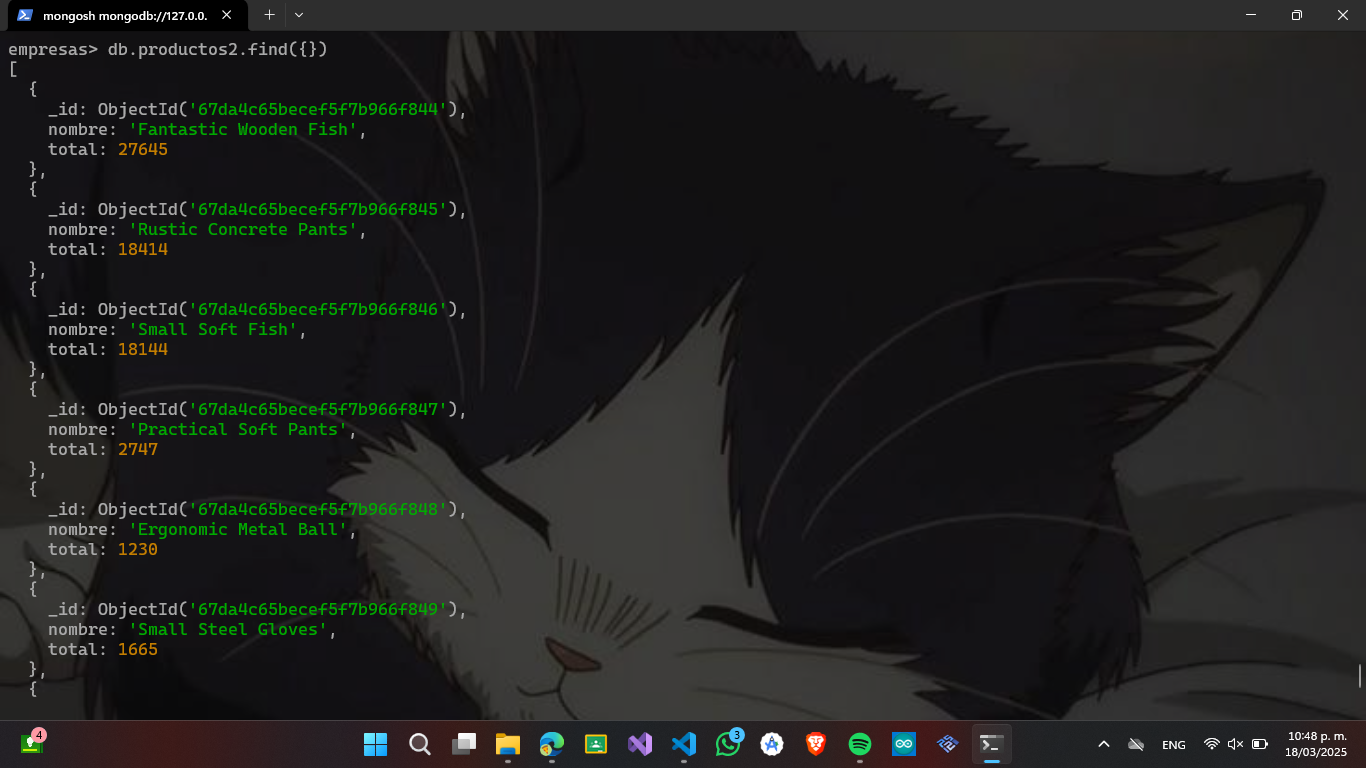 mongosh mongodb://127.0.0.
empresas> db.productos2.find({})
[
  {
    _id: ObjectId('67da4c65becef5f7b966f844'),
    nombre: 'Fantastic Wooden Fish',
    total: 27645
  },
  {
    _id: ObjectId('67da4c65becef5f7b966f845'),
    nombre: 'Rustic Concrete Pants',
    total: 18414
  },
  {
    _id: ObjectId('67da4c65becef5f7b966f846'),
    nombre: 'Small Soft Fish',
    total: 18144
  },
  {
    _id: ObjectId('67da4c65becef5f7b966f847'),
    nombre: 'Practical Soft Pants',
    total: 2747
  },
  {
    _id: ObjectId('67da4c65becef5f7b966f848'),
    nombre: 'Ergonomic Metal Ball',
    total: 1230
  },
  {
    _id: ObjectId('67da4c65becef5f7b966f849'),
    nombre: 'Small Steel Gloves',
    total: 1665
  },
  {
4
3
ENG
10:48 p. m.
18/03/2025